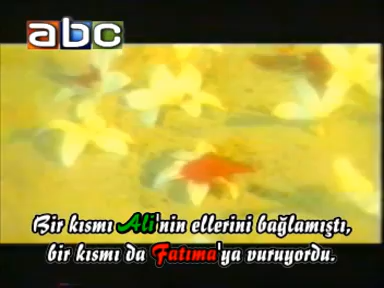 abc
Bir kısmı Ali'nin ellerini bağlamıştı,
bir kısmı da Fatıma'ya vuruyordu.